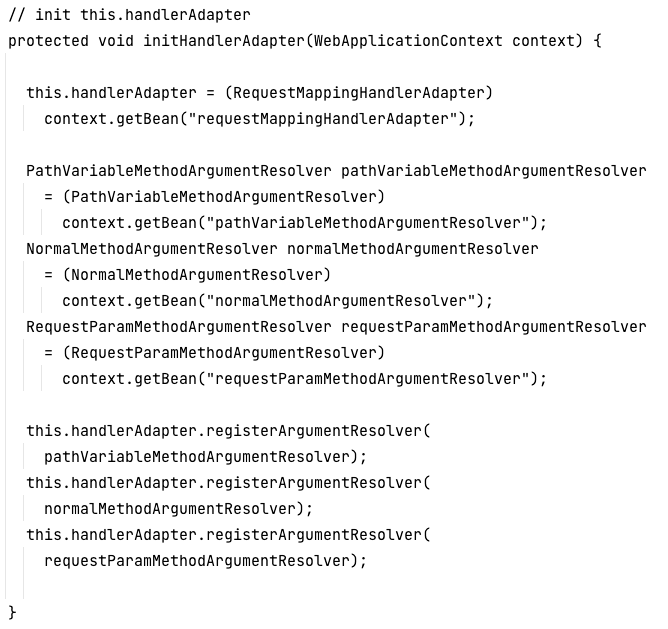 // init this.handlerAdapter
protected void initHandlerAdapter(WebApplicationContext context) {
this.handlerAdapter = (RequestMappingHandlerAdapter)
context.getBean("requestMappingHandlerAdapter");
PathVariableMethodArgumentResolver pathVariableMethodArgumentResolver
= (PathVariableMethodArgumentResolver)
context.getBean("pathVariableMethodArgumentResolver");
NormalMethodArgumentResolver normalMethodArgumentResolver
= (NormalMethodArgumentResolver)
context.getBean("normalMethodArgumentResolver");
RequestParamMethodArgumentResolver requestParamMethodArgumentResolver
= (RequestParamMethodArgumentResolver)
context.getBean("requestParamMethodArgumentResolver");
this.handlerAdapter.registerArgumentResolver(
pathVariableMethodArgumentResolver);
this.handlerAdapter.registerArgumentResolver(
normalMethodArgumentResolver);
this.handlerAdapter.registerArgumentResolver(
requestParamMethodArgumentResolver);
}